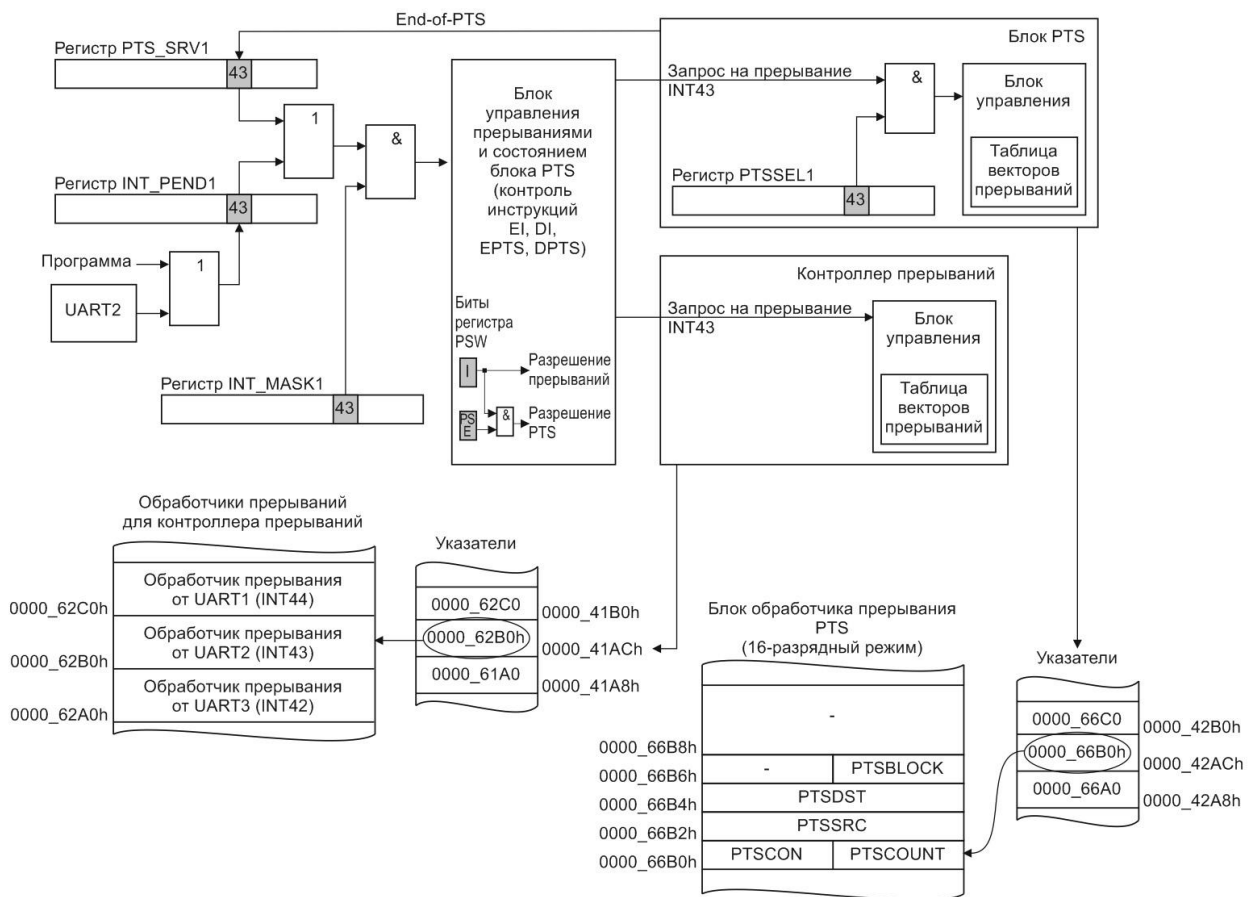 End-of-PTS
Регистр PTS_SRV1
43
1
&
Регистр INT_PEND1
43
Программа
1
UART2
Регистр INT_MASK1
43
Блок
управления
прерываниями
и состоянием
блока PTS
(контроль
инструкций
EI, DI,
EPTS, DPTS)
Биты
регистра
PSW
I
Разрешение
прерываний
PS
E
&
Разрешение
PTS
Блок PTS
Запрос на прерывание
INT43
&
Блок
управления
Таблица
векторов
прерываний
Регистр PTSSEL1
43
Контроллер прерываний
Запрос на прерывание
INT43
Блок
управления
Таблица
векторов
прерываний
Обработчики прерываний
для контроллера прерываний
Обработчик прерывания
от UART1 (INT44)
0000_62C0h
Обработчик прерывания
от UART2 (INT43)
0000_62B0h
Обработчик прерывания
от UART3 (INT42)
0000_62A0h
Указатели
0000_62C0
0000_41B0h
0000_62B0h
0000_41ACh
0000_61A0
0000_41A8h
Блок обработчика прерывания
PTS
(16-разрядный режим)
-
0000_66B8h
- PTSBLOCK
0000_66B6h
PTSDST
0000_66B4h
PTSSRC
0000_66B2h
PTSCON PTSCOUNT
0000_66B0h
Указатели
0000_66C0
0000_42B0h
0000_66B0h
0000_42ACh
0000_66A0
0000_42A8h